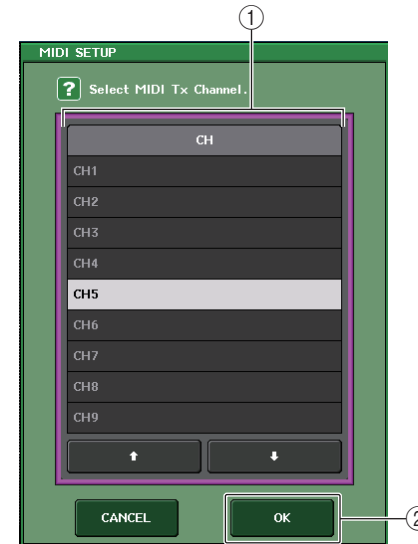 ①
MIDI SETUP
? Select MIDI Tx Channel.
CH
CH1
CH2
CH3
CH4
CH5
CH6
CH7
CH8
CH9
CANCEL
OK
②